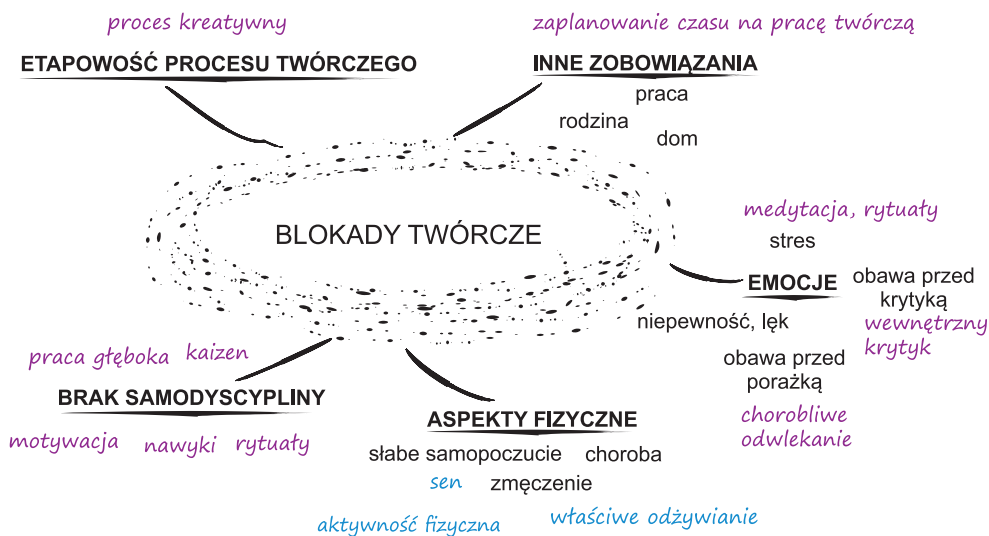 proces kreatywny
ETAPOWOŚĆ PROCESU TWÓRCZEGO
zaplanowanie czasu na pracę twórczą
INNE ZOBOWIĄZANIA
praca
rodzina
dom
BLOKADY TWÓRCZE
medytacja, rytuały
stres
EMOCJE
obawa przed
krytyką
wewnętrzny
krytyk
niepewność, lęk
obawa przed
porażką
chorobliwe
odwlekanie
praca głęboka kaizen
BRAK SAMODYSCYPLINY
motywacja nawyki rytuały
ASPEKTY FIZYCZNE
słabe samopoczucie choroba
sen zmęczenie
aktywność fizyczna właściwe odżywianie